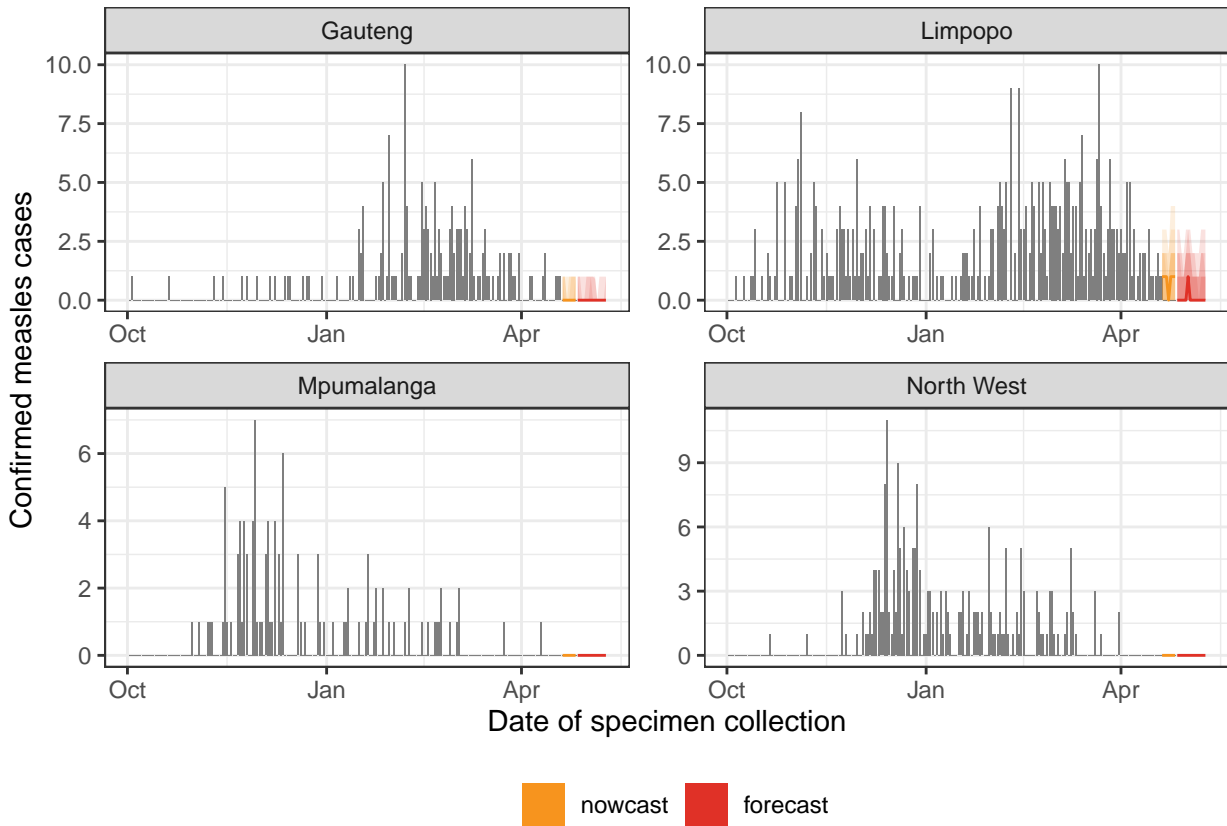 Gauteng
Limpopo
10.0
7.5
5.0
2.5
0.0
Oct
Jan
Apr
10.0
7.5
5.0
2.5
0.0
Oct
Jan
Apr
Mpumalanga
North West
6
4
2
0
Oct
Jan
Apr
9
6
3
0
Oct
Jan
Apr
Confirmed measles cases
Date of specimen collection
nowcast
forecast